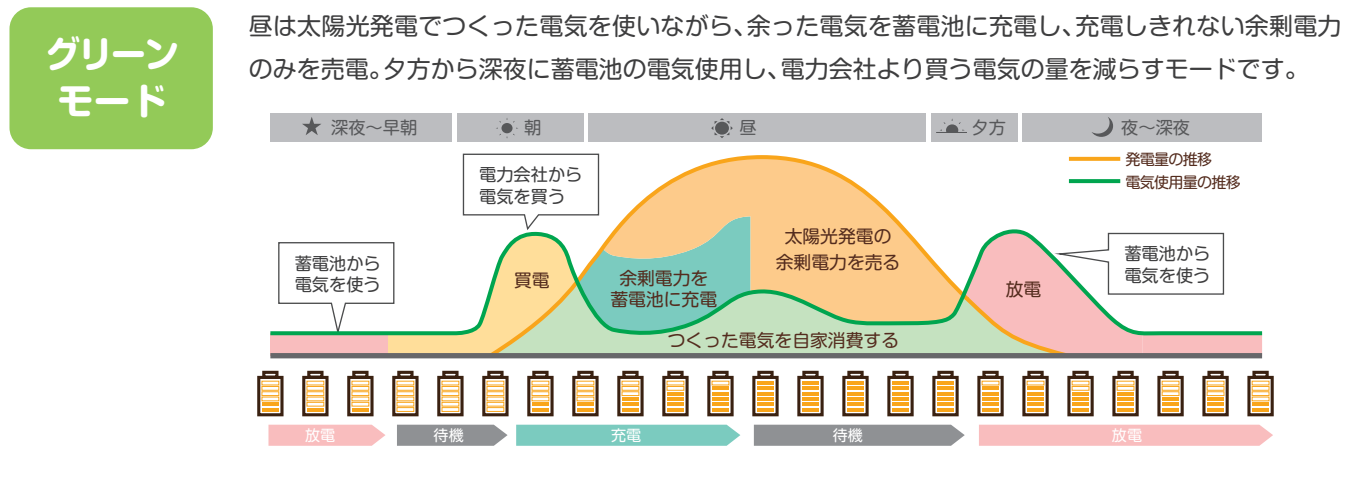 グリーン
モード
昼は太陽光発電でつくった電気を使いながら、余った電気を蓄電池に充電し、充電しきれない余剰電力
のみを売電。夕方から深夜に蓄電池の電気使用し、電力会社より買う電気の量を減らすモードです。
深夜〜早朝
朝
昼
夕方
夜〜深夜
発電量の推移
電気使用量の推移
電力会社から
電気を買う
蓄電池から
電気を使う
買電
余剰電力を
蓄電池に充電
太陽光発電の
余剰電力を売る
放電
蓄電池から
電気を使う
つくった電気を自家消費する
放電
待機
充電
待機
放電